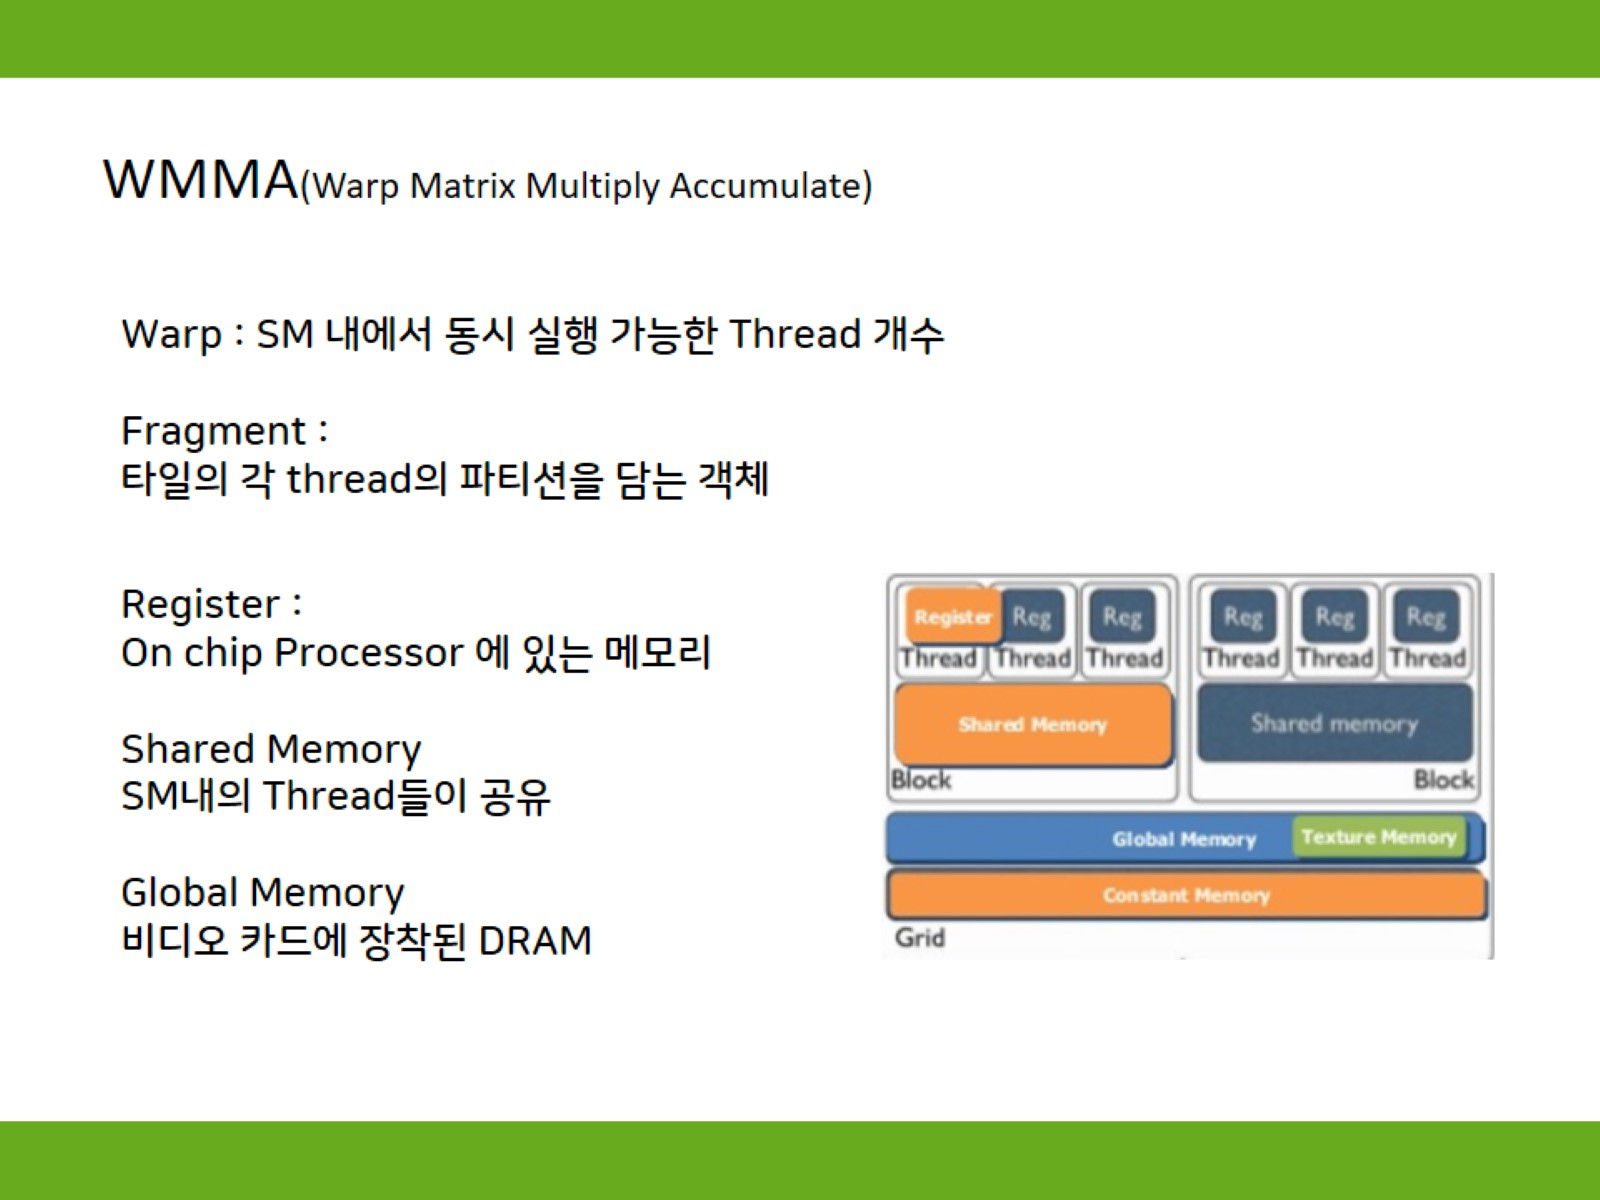 WMMA(Warp Matrix Multiply Accumulate)
Warp : SM 내에서 동시 실행 가능한 Thread 개수
Fragment :
타일의 각 thread의 파티션을 담는 객체
Register :
On chip Processor 에 있는 메모리
Shared Memory
SM내의 Thread들이 공유
Global Memory
비디오 카드에 장착된 DRAM
Register Reg Reg Reg Reg Reg
Thread Thread Thread Thread Thread Thread
Shared Memory Shared memory
Block Block
Global Memory Texture Memory
Constant Memory
Grid